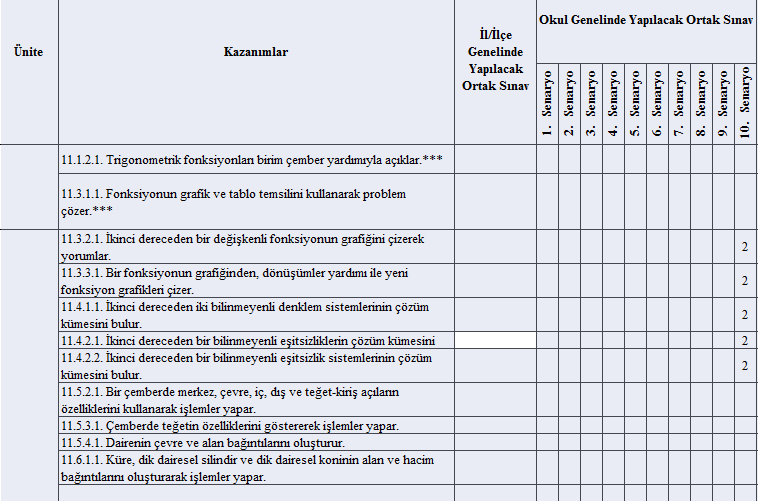 Ünite
Kazanımlar
İl/İlçe
Genelinde
Yapılacak
Ortak Sınav
Okul Genelinde Yapılacak Ortak Sınav
1. Senaryo
2. Senaryo
3. Senaryo
4. Senaryo
5. Senaryo
6. Senaryo
7. Senaryo
8. Senaryo
9. Senaryo
10. Senaryo
11.1.2.1. Trigonometrik fonksiyonları birim çember yardımıyla açıklar.***
11.3.1.1. Fonksiyonun grafik ve tablo temsilini kullanarak problem
çözer.***
11.3.2.1. İkinci dereceden bir değişkenli fonksiyonun grafiğini çizerek
yorumlar.
2
11.3.3.1. Bir fonksiyonun grafiğinden, dönüşümler yardımı ile yeni
fonksiyon grafikleri çizer.
2
11.4.1.1. İkinci dereceden iki bilinmeyenli denklem sistemlerinin çözüm
kümesini bulur.
2
11.4.2.1. İkinci dereceden bir bilinmeyenli eşitsizliklerin çözüm kümesini
2
11.4.2.2. İkinci dereceden bir bilinmeyenli eşitsizlik sistemlerinin çözüm
kümesini bulur.
2
11.5.2.1. Bir çemberde merkez, çevre, iç, dış ve teğet-kiriş açıların
özelliklerini kullanarak işlemler yapar.
11.5.3.1. Çemberde teğetin özelliklerini göstererek işlemler yapar.
11.5.4.1. Dairenin çevre ve alan bağıntılarını oluşturur.
11.6.1.1. Küre, dik dairesel silindir ve dik dairesel koninin alan ve hacim
bağıntılarını oluşturarak işlemler yapar.